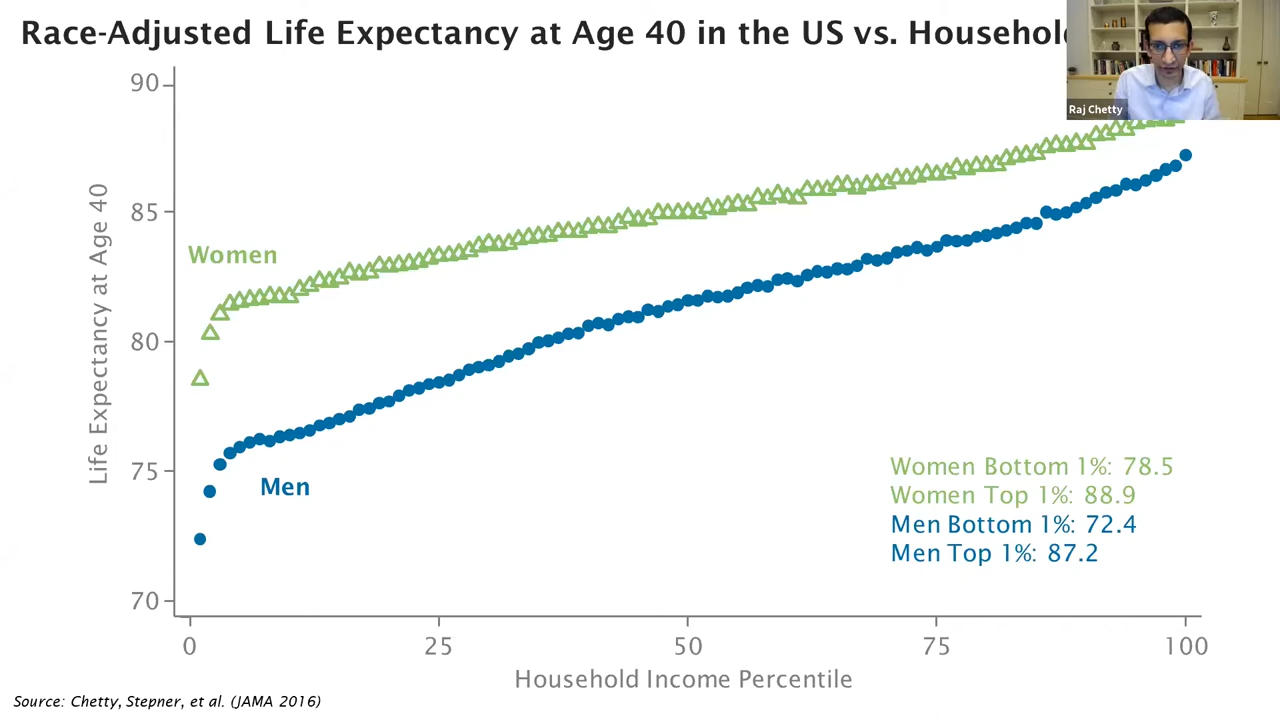 Race-Adjusted Life Expectancy at Age 40 in the US vs.
Raj Chetty
90
85
80
75
70
Life Expectancy at Age 40
Women
Men
Women Bottom 1%: 78.5
Women Top 1%: 88.9
Men Bottom 1%: 72.4
Men Top 1%: 87.2
0 25 50 75 100
Household Income Percentile
Source: Chetty, Stepner, et al. (JAMA 2016)